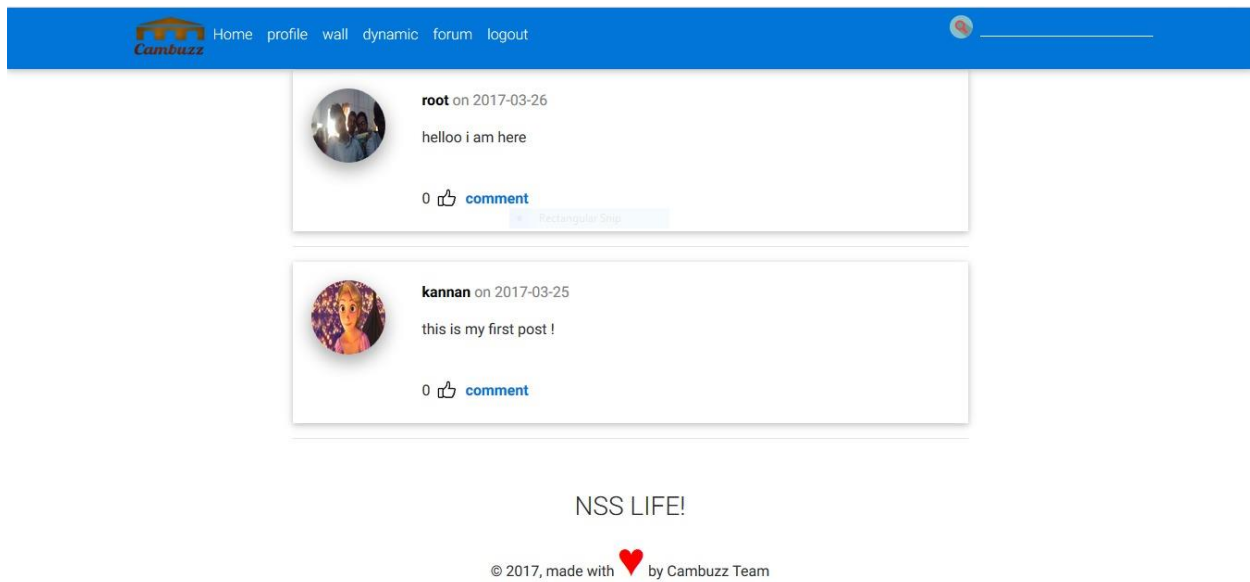 Cambuzz Home profile wall dynamic forum logout
root on 2017-03-26
helloo i am here
0 comment
Rectangular Snip
kannan on 2017-03-25
this is my first post !
0 comment
NSS LIFE!
© 2017, made with ♥ by Cambuzz Team